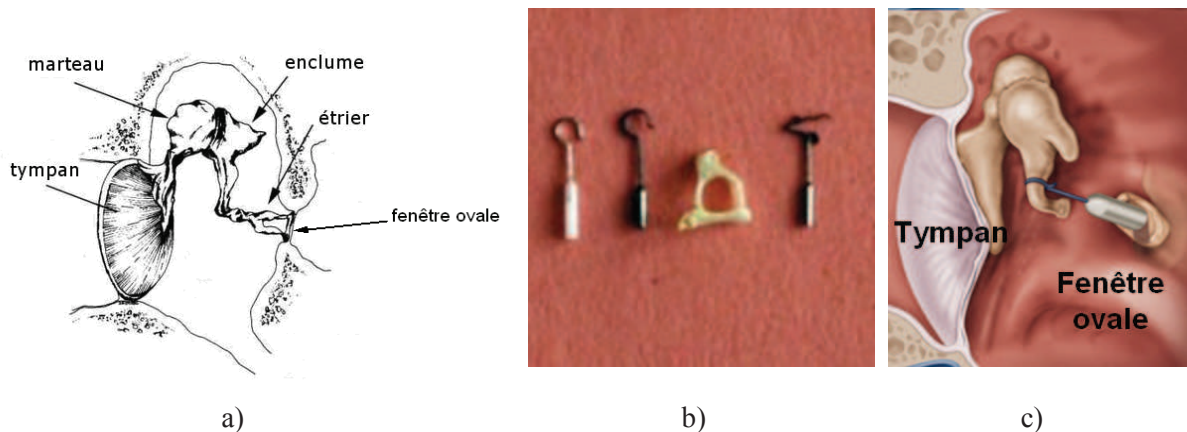 marteau
enclume
étrier
tympan
fenêtre ovale
Tympan
Fenêtre
ovale
a)
b)
c)